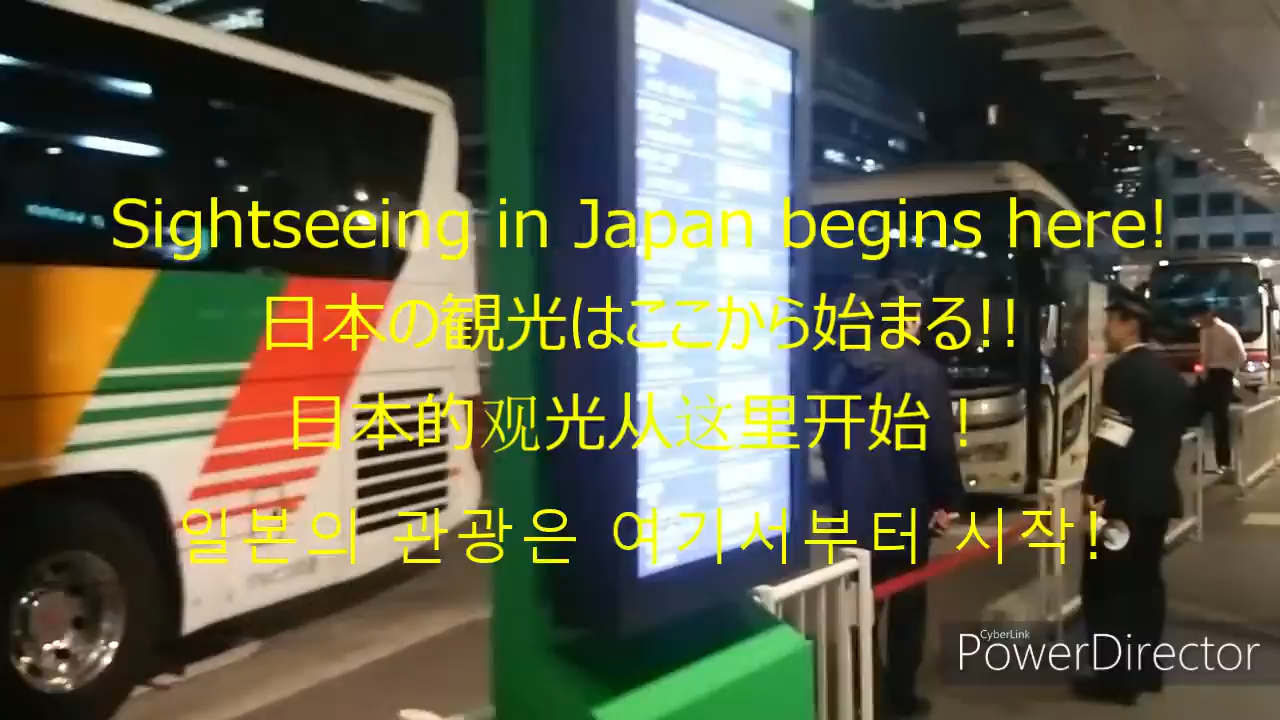 Sightseeing in Japan begins here!
日本の観光はここから始まる!!
日本的观光从这里开始！
일본의 관광은 여기서부터 시작!
CyberLink
PowerDirector